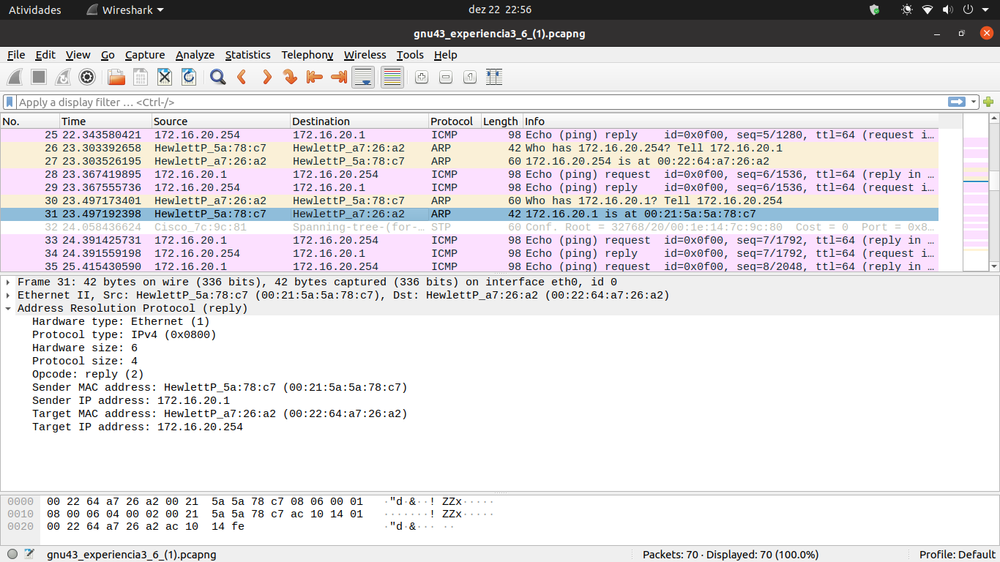 Atividades Wireshark dez 22 22:56
gnu43_experiencia3_6_(1).pcapng
File Edit View Go Capture Analyze Statistics Telephony Wireless Tools Help
Apply a display filter … <Ctrl-/>
No. Time Source Destination Protocol Length Info
25 22.343580421 172.16.20.254 172.16.20.1 ICMP 98 Echo (ping) reply id=0x0f00, seq=5/1280, ttl=64 (request i…
26 23.303392658 HewlettP_5a:78:c7 HewlettP_a7:26:a2 ARP 42 Who has 172.16.20.254? Tell 172.16.20.1
27 23.303526195 HewlettP_a7:26:a2 HewlettP_5a:78:c7 ARP 60 172.16.20.254 is at 00:22:64:a7:26:a2
28 23.367419895 172.16.20.1 172.16.20.254 ICMP 98 Echo (ping) request id=0x0f00, seq=6/1536, ttl=64 (reply in …
29 23.367555736 172.16.20.254 172.16.20.1 ICMP 98 Echo (ping) reply id=0x0f00, seq=6/1536, ttl=64 (request i…
30 23.497173401 HewlettP_a7:26:a2 HewlettP_5a:78:c7 ARP 60 Who has 172.16.20.1? Tell 172.16.20.254
31 23.497192398 HewlettP_5a:78:c7 HewlettP_a7:26:a2 ARP 42 172.16.20.1 is at 00:21:5a:5a:78:c7
32 24.058436624 Cisco_7c:9c:81 Spanning-tree-(for-… STP 60 Conf. Root = 32768/20/00:1e:14:7c:9c:80 Cost = 0 Port = 0x8…
33 24.391425731 172.16.20.1 172.16.20.254 ICMP 98 Echo (ping) request id=0x0f00, seq=7/1792, ttl=64 (reply in …
34 24.391559198 172.16.20.254 172.16.20.1 ICMP 98 Echo (ping) reply id=0x0f00, seq=7/1792, ttl=64 (request i…
35 25.415430590 172.16.20.1 172.16.20.254 ICMP 98 Echo (ping) request id=0x0f00, seq=8/2048, ttl=64 (reply in …
Frame 31: 42 bytes on wire (336 bits), 42 bytes captured (336 bits) on interface eth0, id 0
Ethernet II, Src: HewlettP_5a:78:c7 (00:21:5a:5a:78:c7), Dst: HewlettP_a7:26:a2 (00:22:64:a7:26:a2)
Address Resolution Protocol (reply)
Hardware type: Ethernet (1)
Protocol type: IPv4 (0x0800)
Hardware size: 6
Protocol size: 4
Opcode: reply (2)
Sender MAC address: HewlettP_5a:78:c7 (00:21:5a:5a:78:c7)
Sender IP address: 172.16.20.1
Target MAC address: HewlettP_a7:26:a2 (00:22:64:a7:26:a2)
Target IP address: 172.16.20.254
0000 00 22 64 a7 26 a2 00 21 5a 5a 78 c7 08 06 00 01 ·"d·&··! ZZx·····
0010 08 00 06 04 00 02 00 21 5a 5a 78 c7 ac 10 14 01 ·······! ZZx·····
0020 00 22 64 a7 26 a2 ac 10 14 fe ·"d·&··· ··
gnu43_experiencia3_6_(1).pcapng Packets: 70 · Displayed: 70 (100.0%) Profile: Default